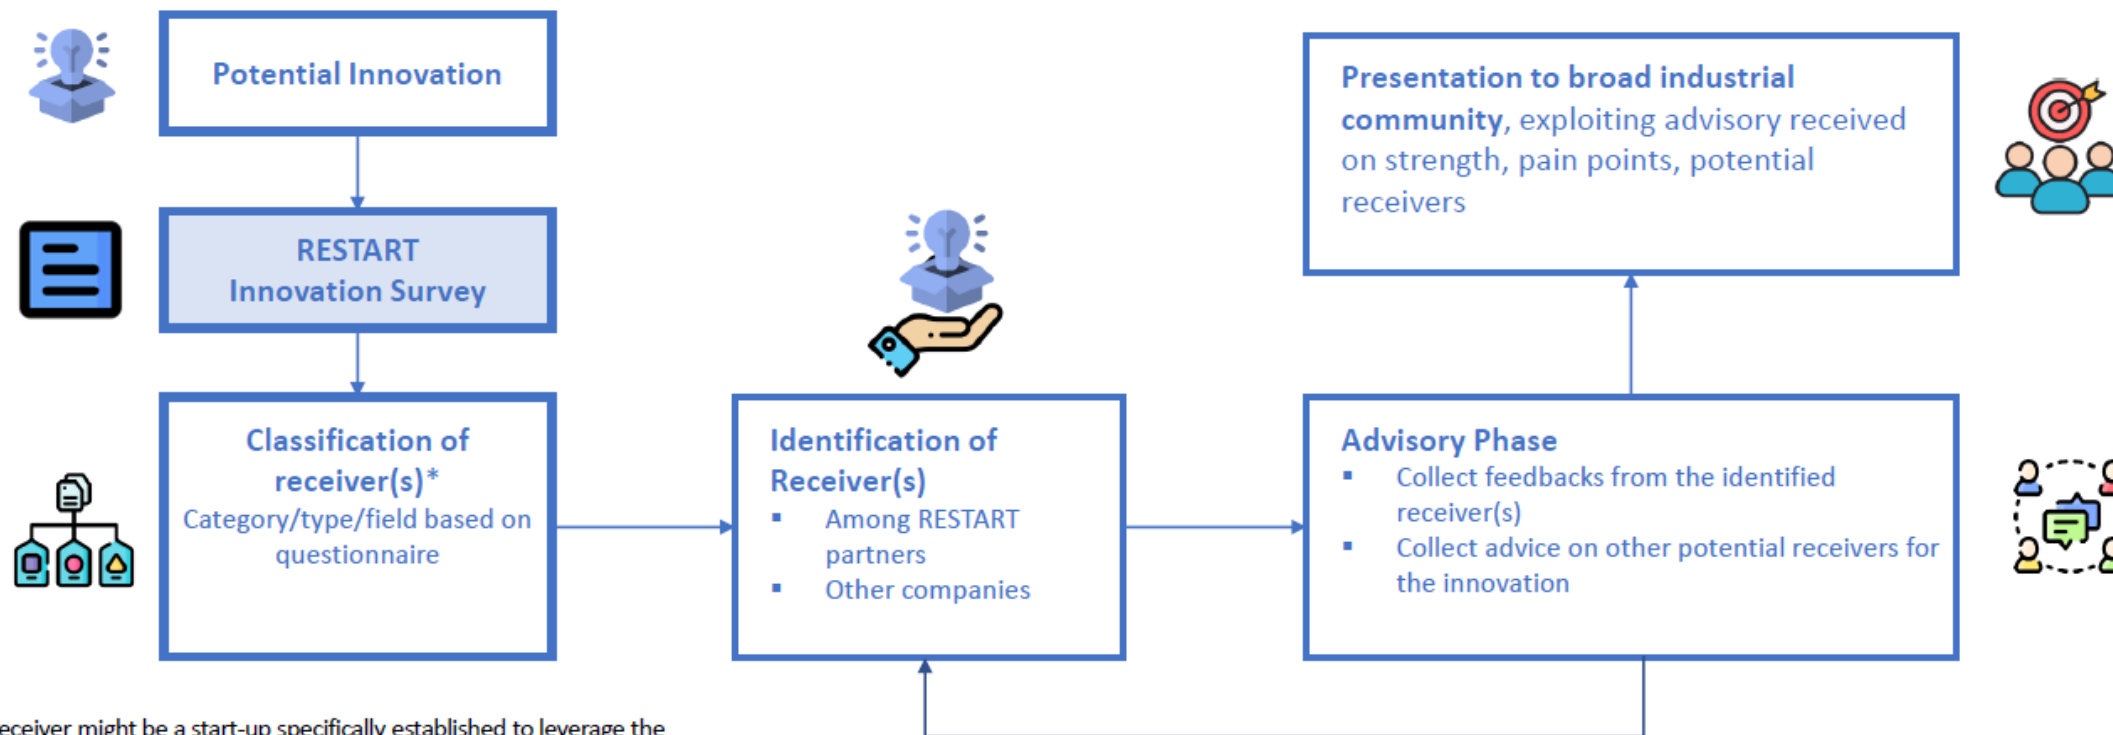 Potential Innovation
RESTART
Innovation Survey
Classification of
receiver(s)*
Category/type/field based on
questionnaire
Identification of
Receiver(s)
▪ Among RESTART
partners
▪ Other companies
Advisory Phase
▪ Collect feedbacks from the identified
receiver(s)
▪ Collect advice on other potential receivers for
the innovation
Presentation to broad industrial
community, exploiting advisory received
on strength, pain points, potential
receivers
might be a start-up specifically established to leverage the